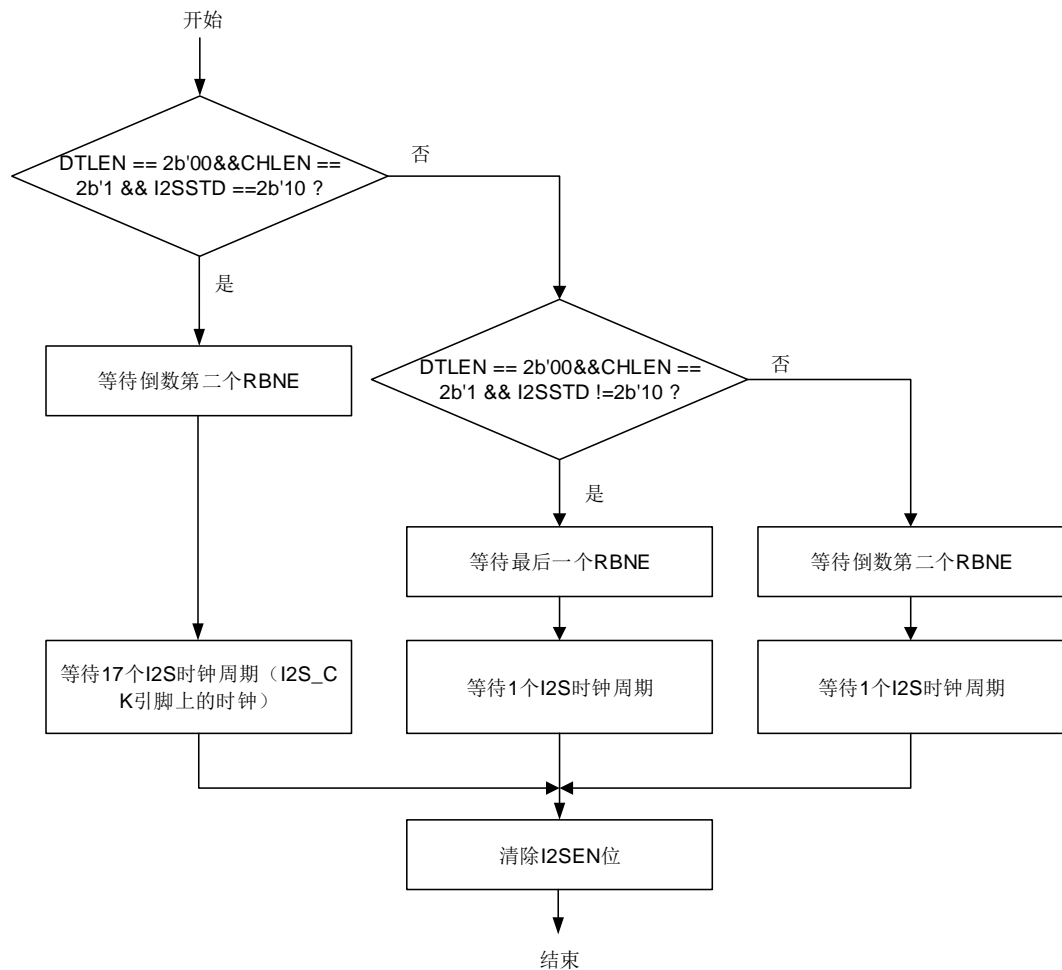 开始
DTLEN == 2b'00&&CHLEN ==
2b'1 && I2SSTD ==2b'10 ?
否
是
等待倒数第二个RBNE
DTLEN == 2b'00&&CHLEN ==
2b'1 && I2SSTD !=2b'10 ?
否
是
等待最后一个RBNE
等待倒数第二个RBNE
等待17个I2S时钟周期（I2S_C
K引脚上的时钟）
等待1个I2S时钟周期
等待1个I2S时钟周期
清除I2SEN位
结束